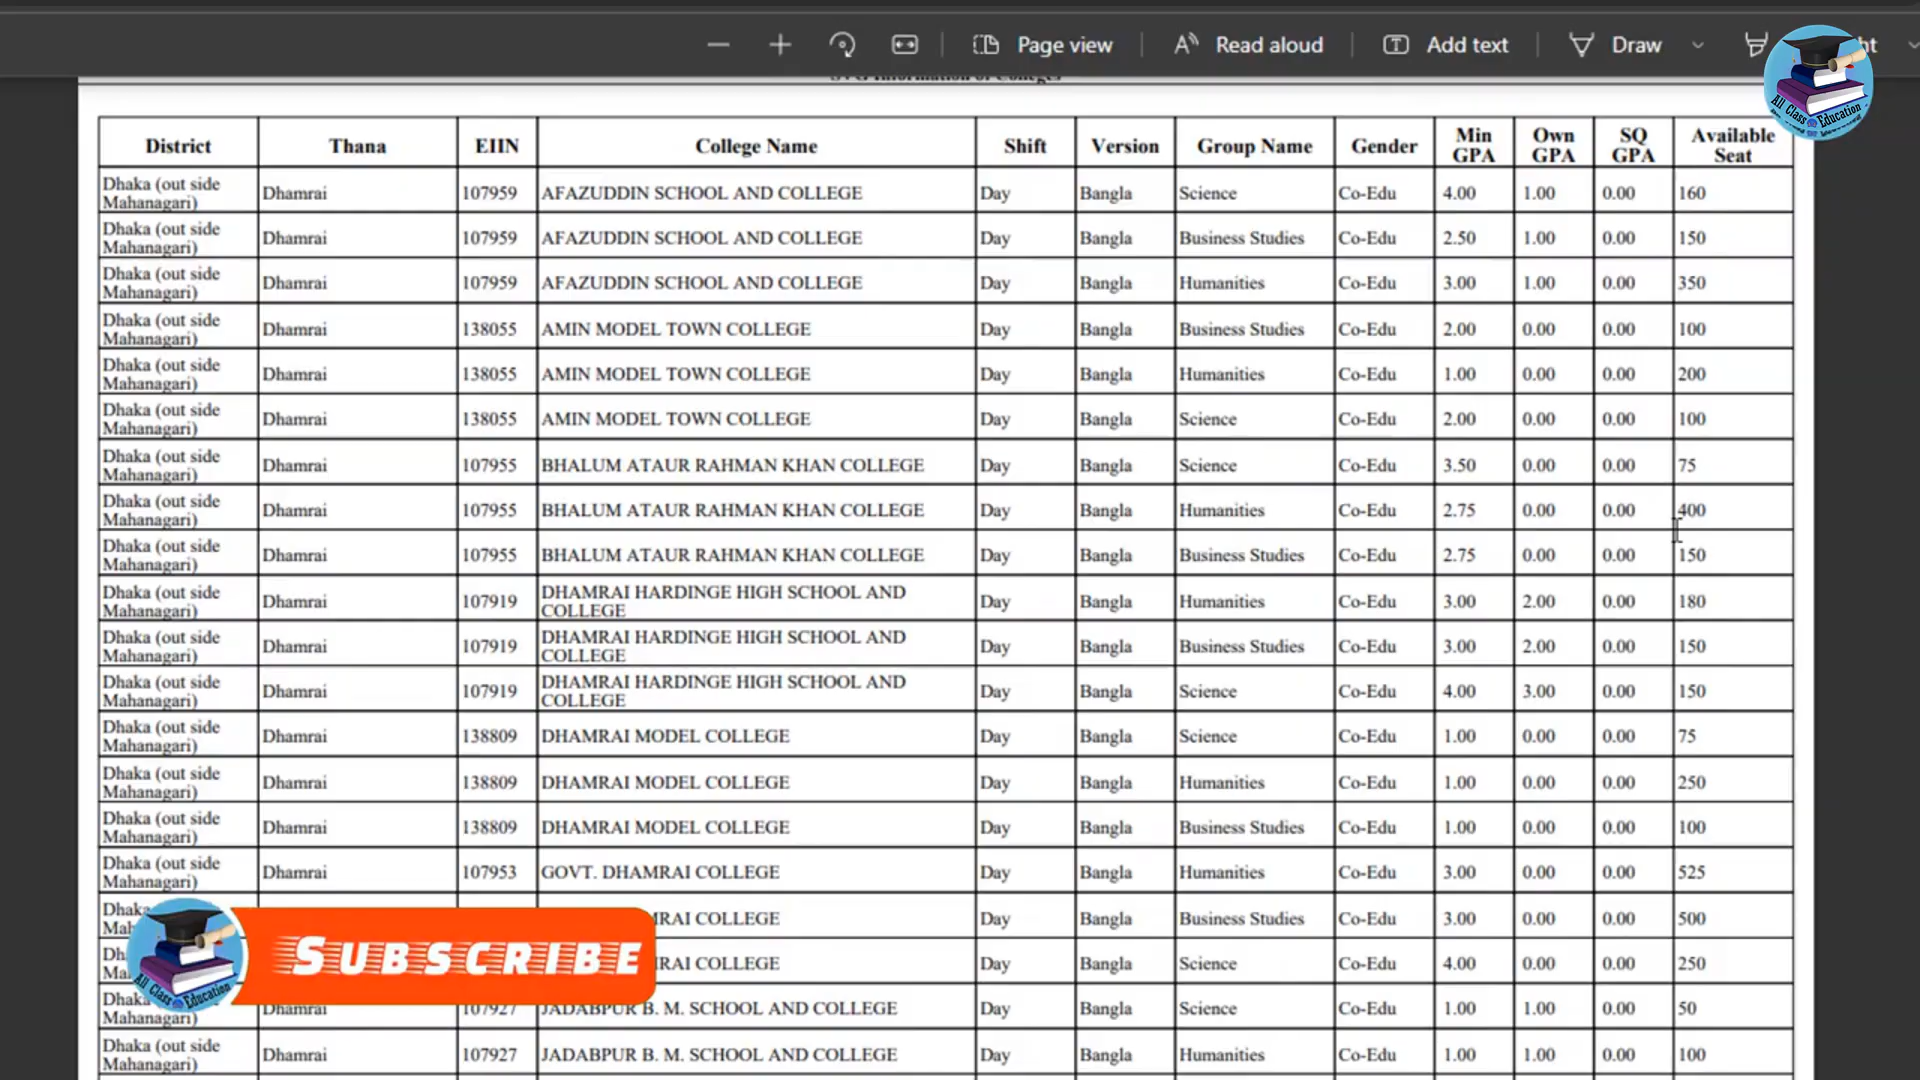 Page view Read aloud Add text Draw ht
SVG Information of Colleges
All Class Education
District Thana EIIN College Name Shift Version Group Name Gender Min GPA Own GPA SQ GPA Available Seat
Dhaka (out side Mahanagari) Dhamrai 107959 AFAZUDDIN SCHOOL AND COLLEGE Day Bangla Science Co-Edu 4.00 1.00 0.00 160
Dhaka (out side Mahanagari) Dhamrai 107959 AFAZUDDIN SCHOOL AND COLLEGE Day Bangla Business Studies Co-Edu 2.50 1.00 0.00 150
Dhaka (out side Mahanagari) Dhamrai 107959 AFAZUDDIN SCHOOL AND COLLEGE Day Bangla Humanities Co-Edu 3.00 1.00 0.00 350
Dhaka (out side Mahanagari) Dhamrai 138055 AMIN MODEL TOWN COLLEGE Day Bangla Business Studies Co-Edu 2.00 0.00 0.00 100
Dhaka (out side Mahanagari) Dhamrai 138055 AMIN MODEL TOWN COLLEGE Day Bangla Humanities Co-Edu 1.00 0.00 0.00 200
Dhaka (out side Mahanagari) Dhamrai 138055 AMIN MODEL TOWN COLLEGE Day Bangla Science Co-Edu 2.00 0.00 0.00 100
Dhaka (out side Mahanagari) Dhamrai 107955 BHALUM ATAUR RAHMAN KHAN COLLEGE Day Bangla Science Co-Edu 3.50 0.00 0.00 75
Dhaka (out side Mahanagari) Dhamrai 107955 BHALUM ATAUR RAHMAN KHAN COLLEGE Day Bangla Humanities Co-Edu 2.75 0.00 0.00 400
Dhaka (out side Mahanagari) Dhamrai 107955 BHALUM ATAUR RAHMAN KHAN COLLEGE Day Bangla Business Studies Co-Edu 2.75 0.00 0.00 150
Dhaka (out side Mahanagari) Dhamrai 107919 DHAMRAI HARDINGE HIGH SCHOOL AND COLLEGE Day Bangla Humanities Co-Edu 3.00 2.00 0.00 180
Dhaka (out side Mahanagari) Dhamrai 107919 DHAMRAI HARDINGE HIGH SCHOOL AND COLLEGE Day Bangla Business Studies Co-Edu 3.00 2.00 0.00 150
Dhaka (out side Mahanagari) Dhamrai 107919 DHAMRAI HARDINGE HIGH SCHOOL AND COLLEGE Day Bangla Science Co-Edu 4.00 3.00 0.00 150
Dhaka (out side Mahanagari) Dhamrai 138809 DHAMRAI MODEL COLLEGE Day Bangla Science Co-Edu 1.00 0.00 0.00 75
Dhaka (out side Mahanagari) Dhamrai 138809 DHAMRAI MODEL COLLEGE Day Bangla Humanities Co-Edu 1.00 0.00 0.00 250
Dhaka (out side Mahanagari) Dhamrai 138809 DHAMRAI MODEL COLLEGE Day Bangla Business Studies Co-Edu 1.00 0.00 0.00 100
Dhaka (out side Mahanagari) Dhamrai 107953 GOVT. DHAMRAI COLLEGE Day Bangla Humanities Co-Edu 3.00 0.00 0.00 525
Dhaka COLLEGE Day Bangla Business Studies Co-Edu 3.00 0.00 0.00 500
COLLEGE Day Bangla Science Co-Edu 4.00 0.00 0.00 250
All Class Education SUBSCRIBE
Dhaka Mahanagari) Dhamrai 107927 JADABPUR B. M. SCHOOL AND COLLEGE Day Bangla Science Co-Edu 1.00 1.00 0.00 50
Dhaka (out side Mahanagari) Dhamrai 107927 JADABPUR B. M. SCHOOL AND COLLEGE Day Bangla Humanities Co-Edu 1.00 1.00 0.00 100